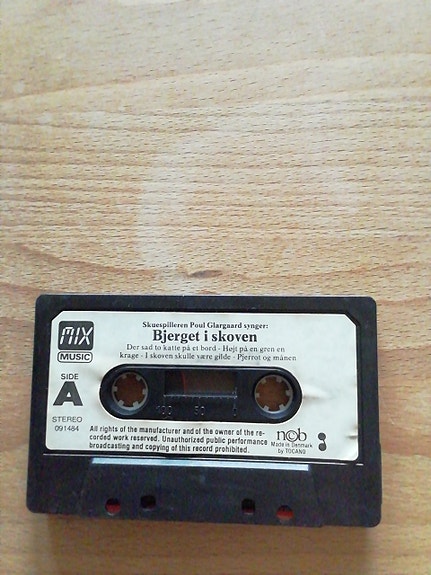 MIX
MUSIC
SIDE
A
STEREO
091484
Skuespilleren Poul Glargaard synger:
Bjerget i skoven
Der sad to katte på et bord - Højt på en gren en
krage - I skoven skulle være gilde - Pjerrot og månen
100 50
All rights of the manufacturer and of the owner of the re-
corded work reserved. Unauthorized public performance
broadcasting and copying of this record prohibited.
ncb
Made in Denmark
by TOCANO